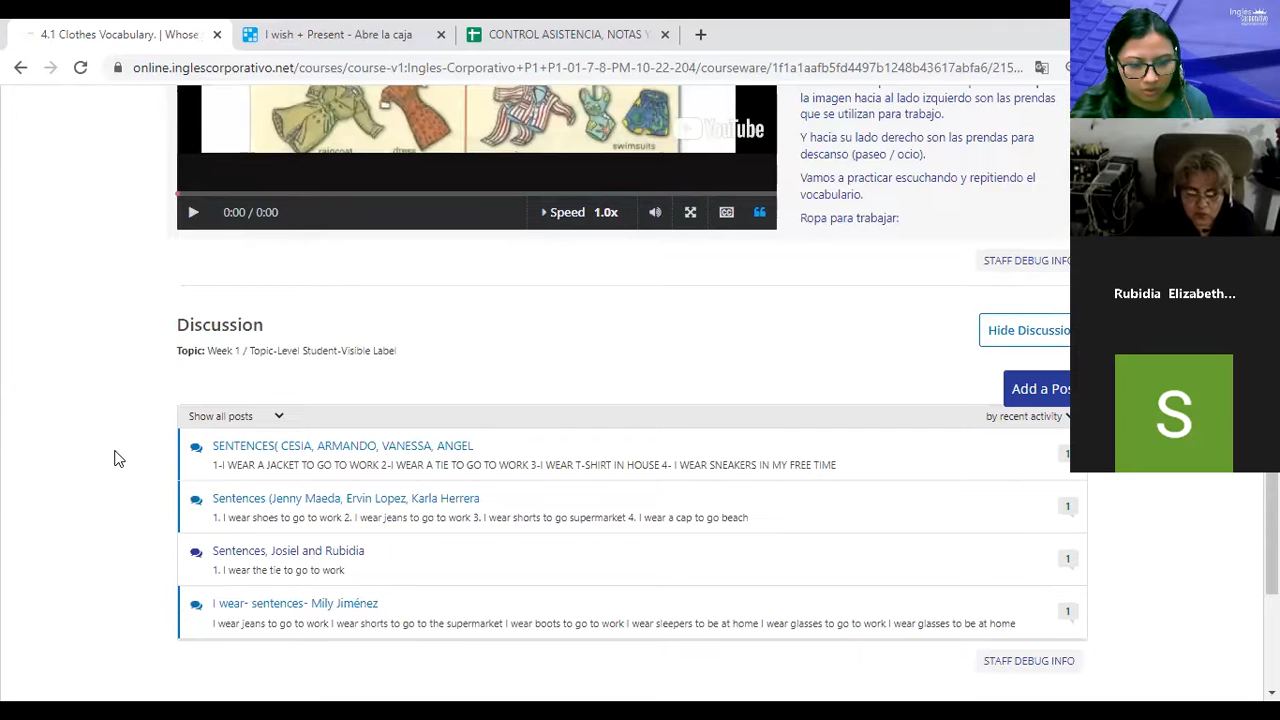 4.1 Clothes Vocabulary. | Whose
I wish + Present - Abre la caja
CONTROL ASISTENCIA, NOTAS Y
online.inglescorporativo.net/courses/course-v1:Ingles-Corporativo+P1+P1-01-7-8-PM-10-22-204/courseware/1f1a1aafb5fd4497b1248b43617abfa6/215...
Ingles
Corporativo
raincoat
dress
swimsuits
YouTube
la imagen hacia al lado izquierdo son las prendas
que se utilizan para trabajo.
Y hacia su lado derecho son las prendas para
descanso (paseo / ocio).
Vamos a practicar escuchando y repitiendo el
vocabulario.
Ropa para trabajar:
0:00 / 0:00
Speed 1.0x
STAFF DEBUG INFO
Rubidia Elizabeth...
S
Discussion
Hide Discussio
Topic: Week 1 / Topic-Level Student-Visible Label
Add a Pos
Show all posts
by recent activity
SENTENCES( CESIA, ARMANDO, VANESSA, ANGEL
1-I WEAR A JACKET TO GO TO WORK 2-I WEAR A TIE TO GO TO WORK 3-I WEAR T-SHIRT IN HOUSE 4- I WEAR SNEAKERS IN MY FREE TIME
1
Sentences (Jenny Maeda, Ervin Lopez, Karla Herrera
1. I wear shoes to go to work 2. I wear jeans to go to work 3. I wear shorts to go supermarket 4. I wear a cap to go beach
1
Sentences, Josiel and Rubidia
1. I wear the tie to go to work
1
I wear- sentences- Mily Jiménez
I wear jeans to go to work I wear shorts to go to the supermarket I wear boots to go to work I wear sleepers to be at home I wear glasses to go to work I wear glasses to be at home
1
STAFF DEBUG INFO